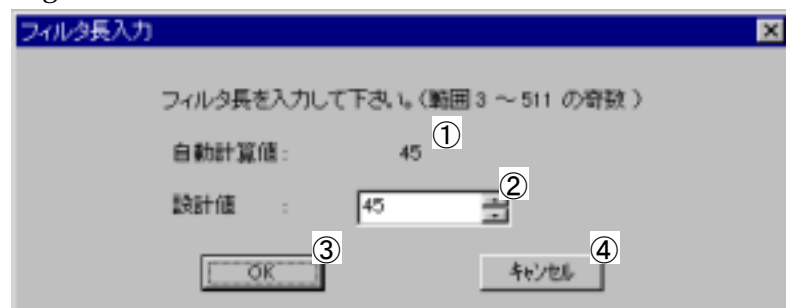 フィルタ長入力
フィルタ長を入力して下さい。(範囲 3 ～ 511 の奇数 )
①
自動計算値 : 45
②
設計値 : 45
③ ④
OK キャンセル